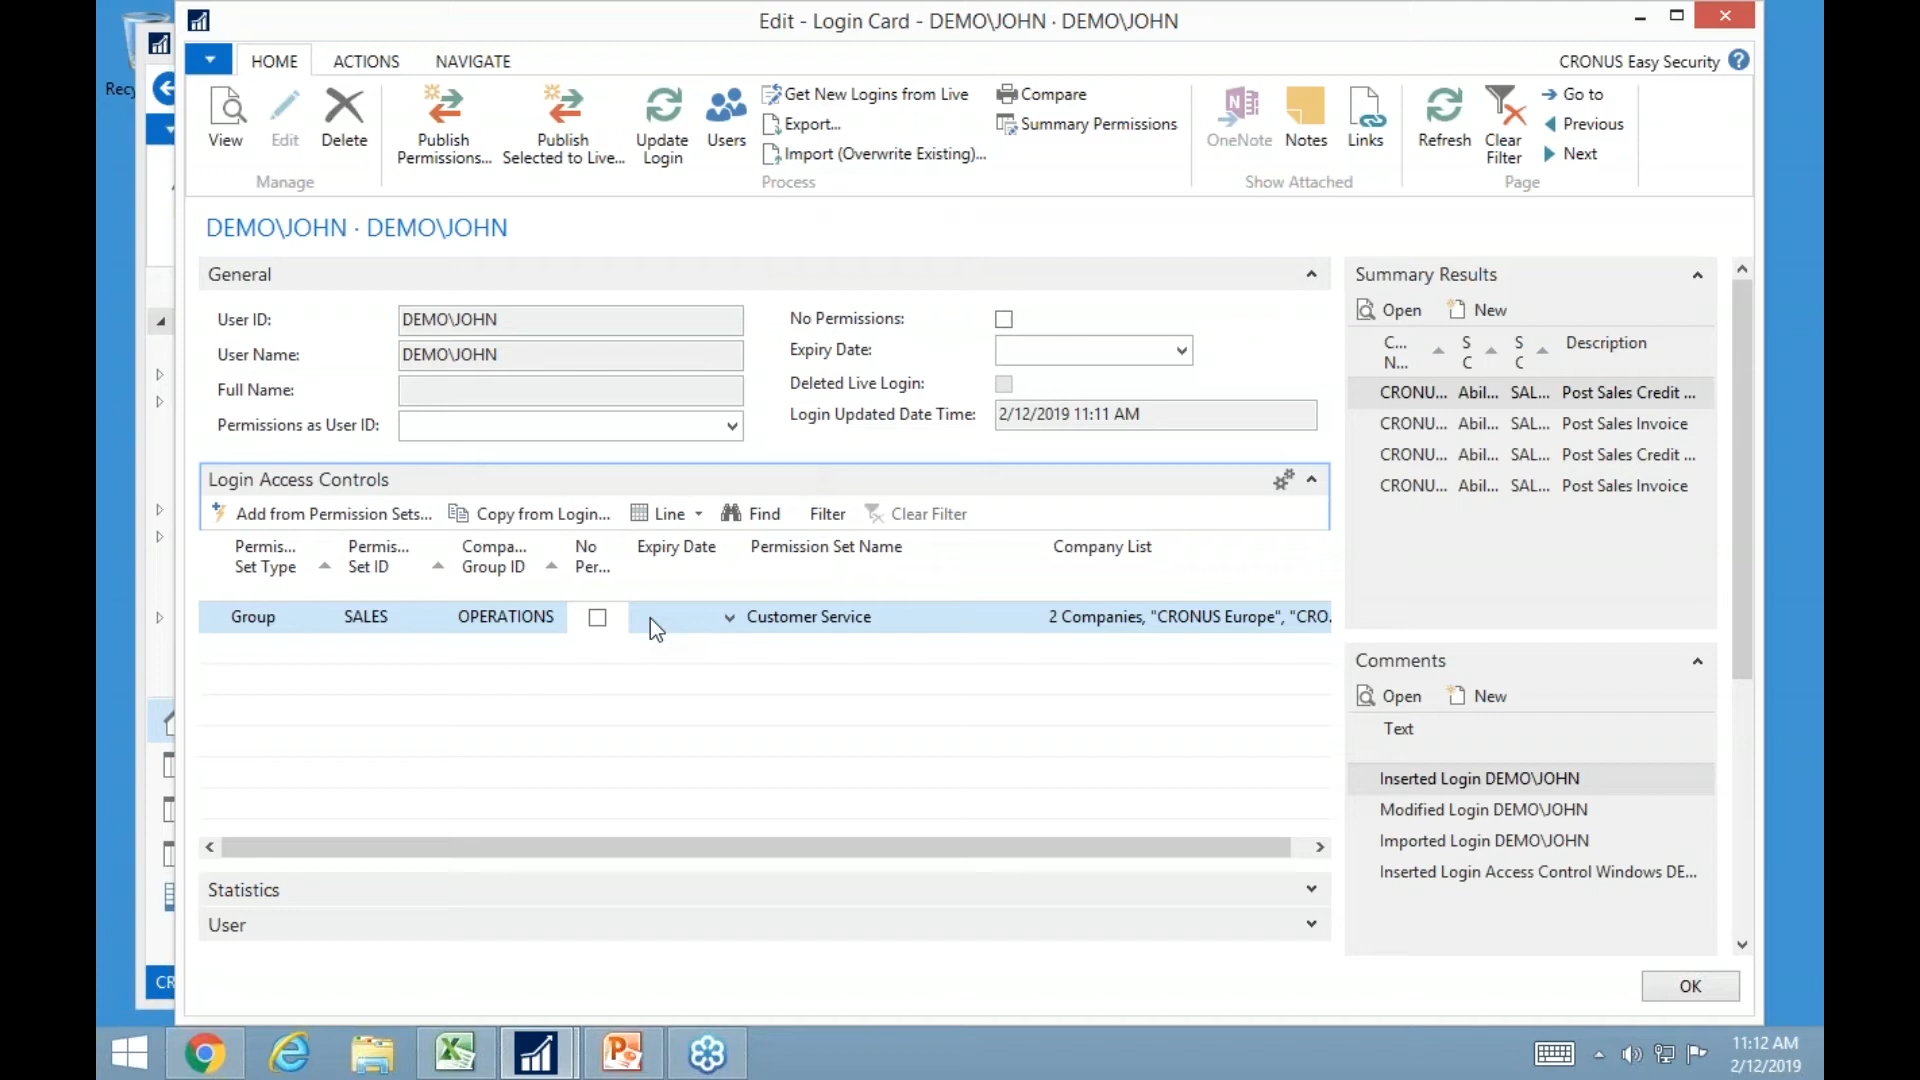 Edit - Login Card - DEMO\JOHN · DEMO\JOHN
HOME ACTIONS NAVIGATE CRONUS Easy Security
Recy
View Edit Delete
Publish Permissions... Publish Selected to Live... Update Login Users
Get New Logins from Live
Export...
Import (Overwrite Existing)...
Compare
Summary Permissions
OneNote Notes Links
Refresh Clear Filter
Go to
Previous
Next
Manage Process Show Attached Page
DEMO\JOHN · DEMO\JOHN
General
User ID: DEMO\JOHN
User Name: DEMO\JOHN
Full Name:
Permissions as User ID:
No Permissions:
Expiry Date:
Deleted Live Login:
Login Updated Date Time: 2/12/2019 11:11 AM
Login Access Controls
Add from Permission Sets... Copy from Login... Line Find Filter Clear Filter
Permis... Set Type Permis... Set ID Compa... Group ID No Per... Expiry Date Permission Set Name Company List
Group SALES OPERATIONS Customer Service 2 Companies, "CRONUS Europe", "CRO.
Statistics
User
Summary Results
Open New
C... N... S C S C Description
CRONU... Abil... SAL... Post Sales Credit ...
CRONU... Abil... SAL... Post Sales Invoice
CRONU... Abil... SAL... Post Sales Credit ...
CRONU... Abil... SAL... Post Sales Invoice
Comments
Open New
Text
Inserted Login DEMO\JOHN
Modified Login DEMO\JOHN
Imported Login DEMO\JOHN
Inserted Login Access Control Windows DE...
OK
CR
11:12 AM
2/12/2019